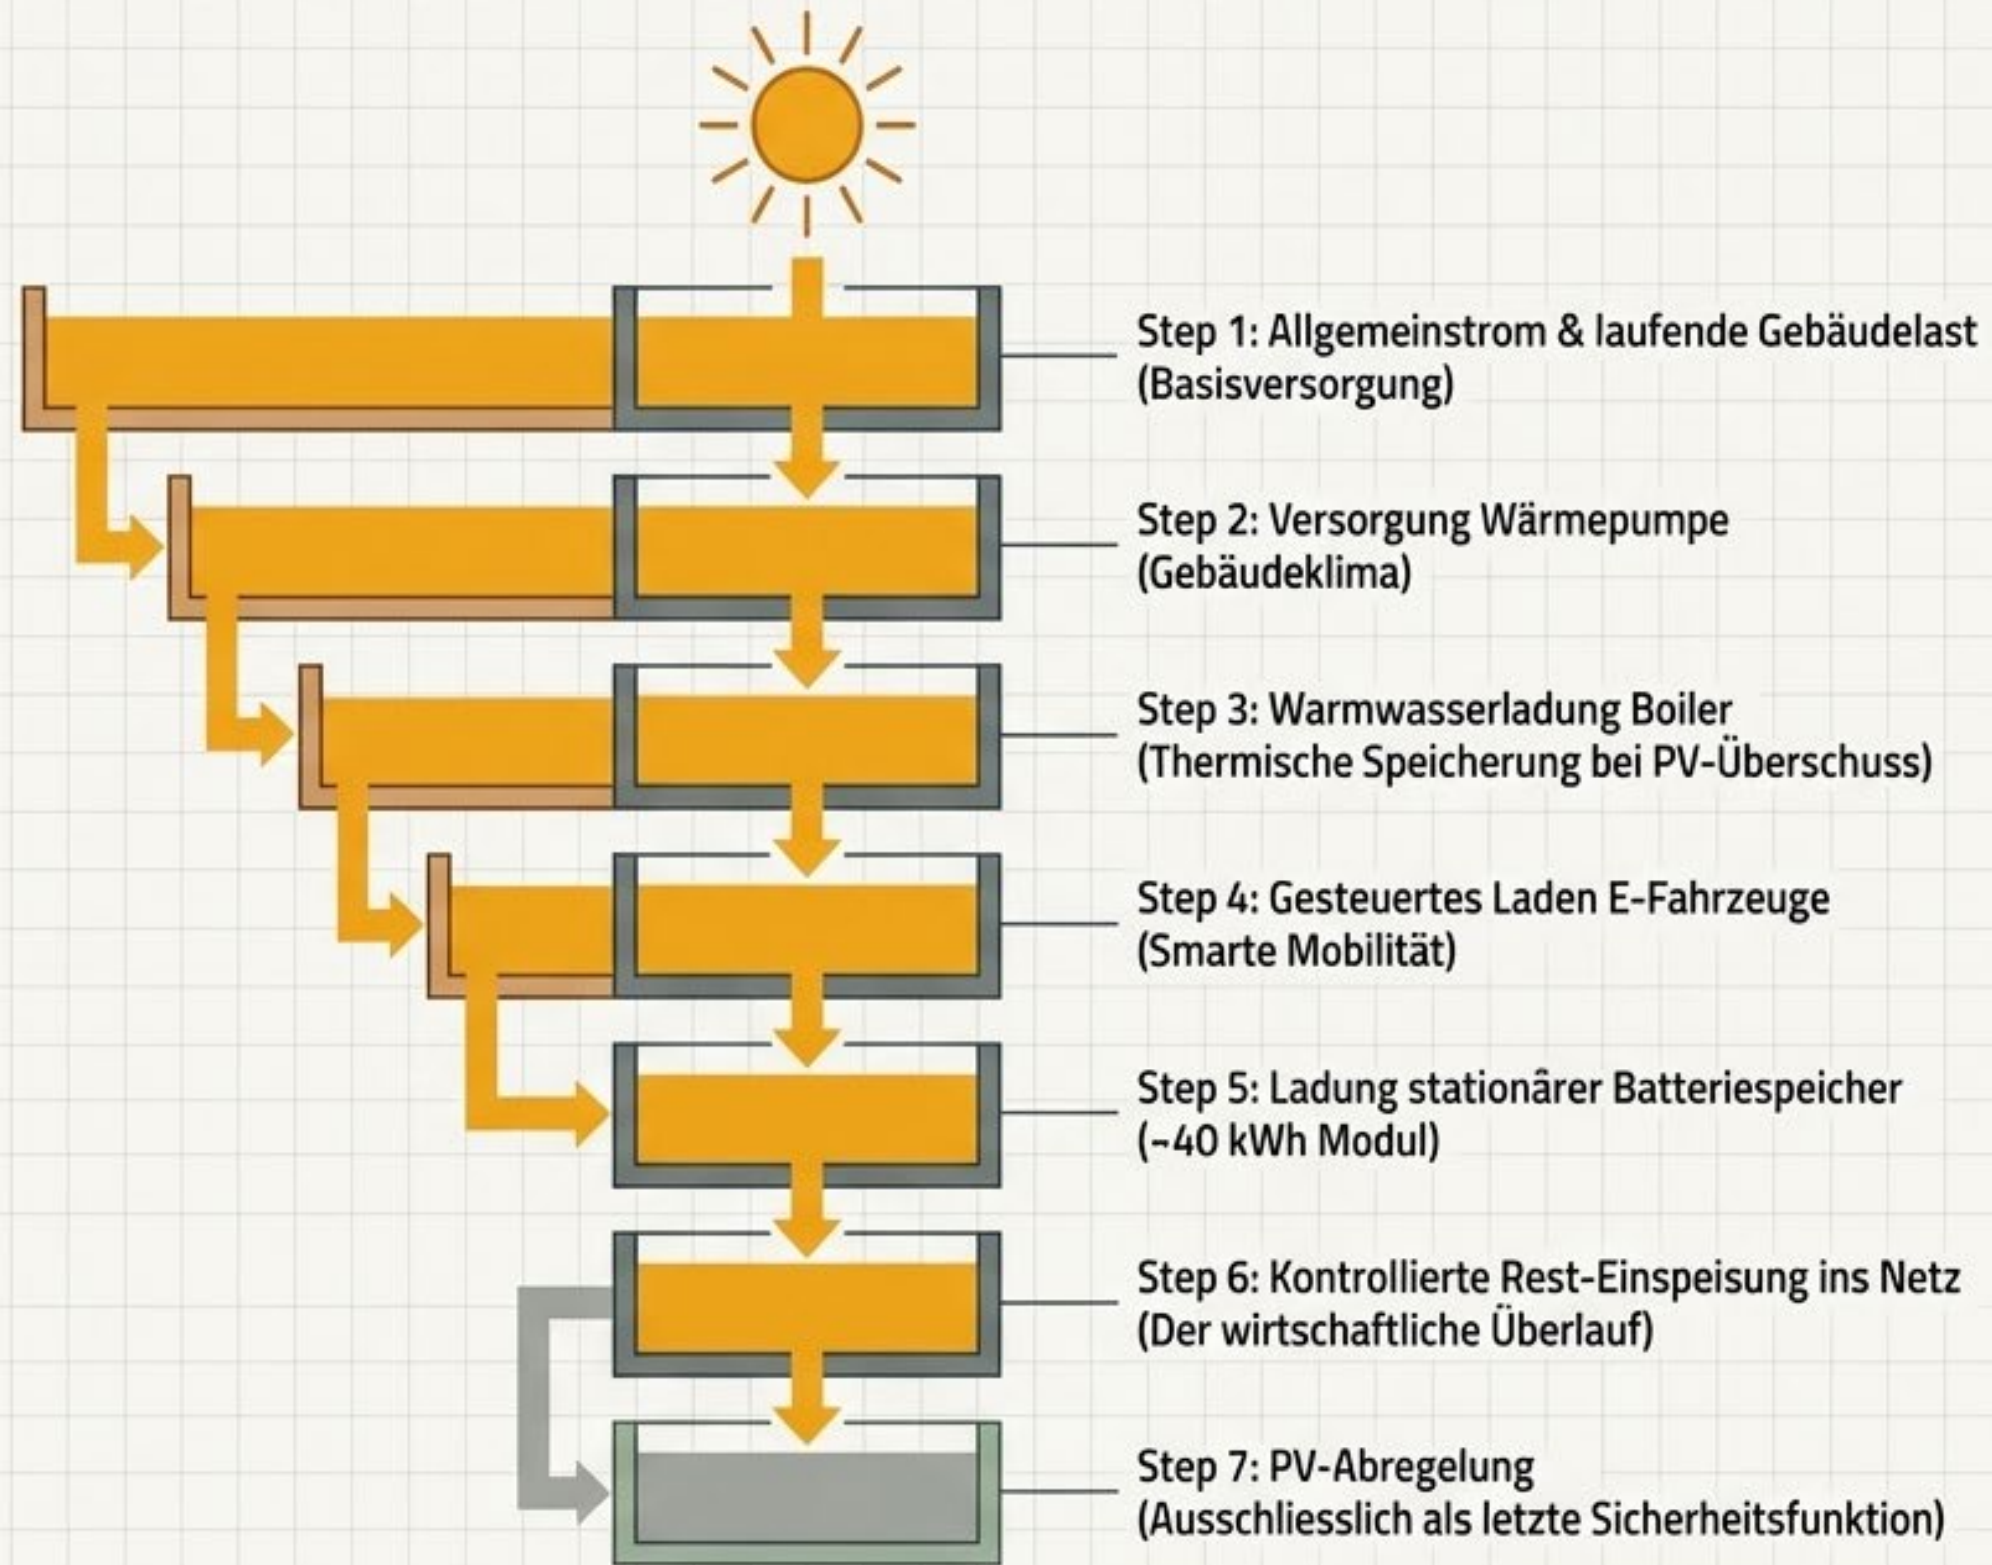 Step 1: Allgemeinstrom & laufende Gebäudelast
(Basisversorgung)
Step 2: Versorgung Wärmepumpe
(Gebäudeklima)
Step 3: Warmwasserladung Boiler
(Thermische Speicherung bei PV-Überschuss)
Step 4: Gesteuertes Laden E-Fahrzeuge
(Smarte Mobilität)
Step 5: Ladung stationârer Batteriespeicher
(~40 kWh Modul)
Step 6: Kontrollierte Rest-Einspeisung ins Netz
(Der wirtschaftliche Überlauf)
Step 7: PV-Abregelung
(Ausschliesslich als letzte Sicherheitsfunktion)